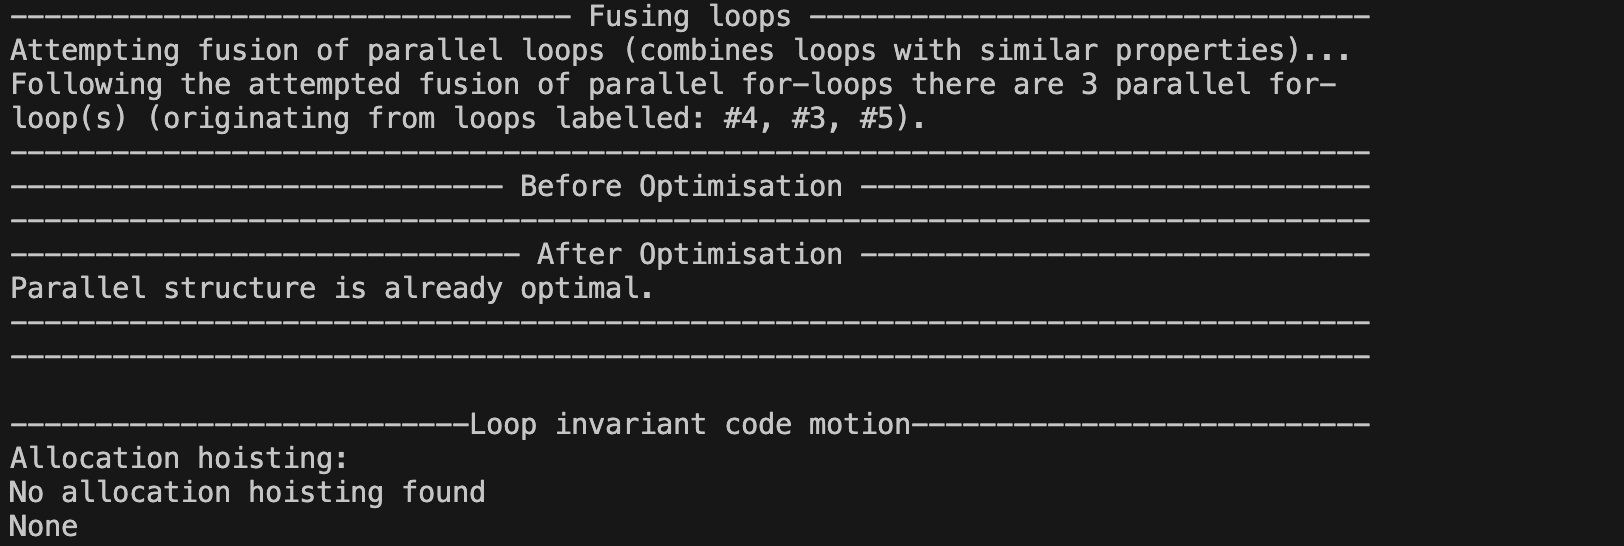 --------------------------------- Fusing loops ---------------------------------
Attempting fusion of parallel loops (combines loops with similar properties)...
Following the attempted fusion of parallel for-loops there are 3 parallel for-
loop(s) (originating from loops labelled: #4, #3, #5).
--------------------------------------------------------------------------------
----------------------------- Before Optimisation ------------------------------
--------------------------------------------------------------------------------
------------------------------ After Optimisation ------------------------------
Parallel structure is already optimal.
--------------------------------------------------------------------------------
--------------------------------------------------------------------------------
---------------------------Loop invariant code motion---------------------------
Allocation hoisting:
No allocation hoisting found
None